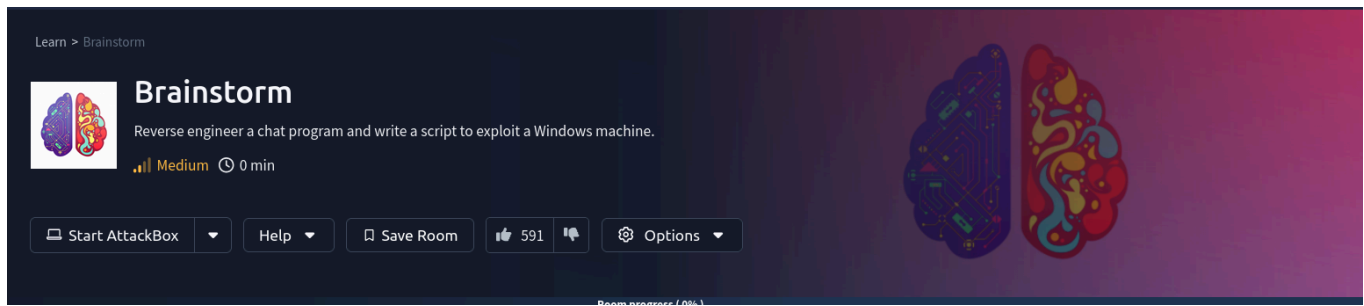 Learn > Brainstorm
Brainstorm
Reverse engineer a chat program and write a script to exploit a Windows machine.
Medium 0 min
Start AttackBox Help Save Room 591 Options
Room progress ( 0% )